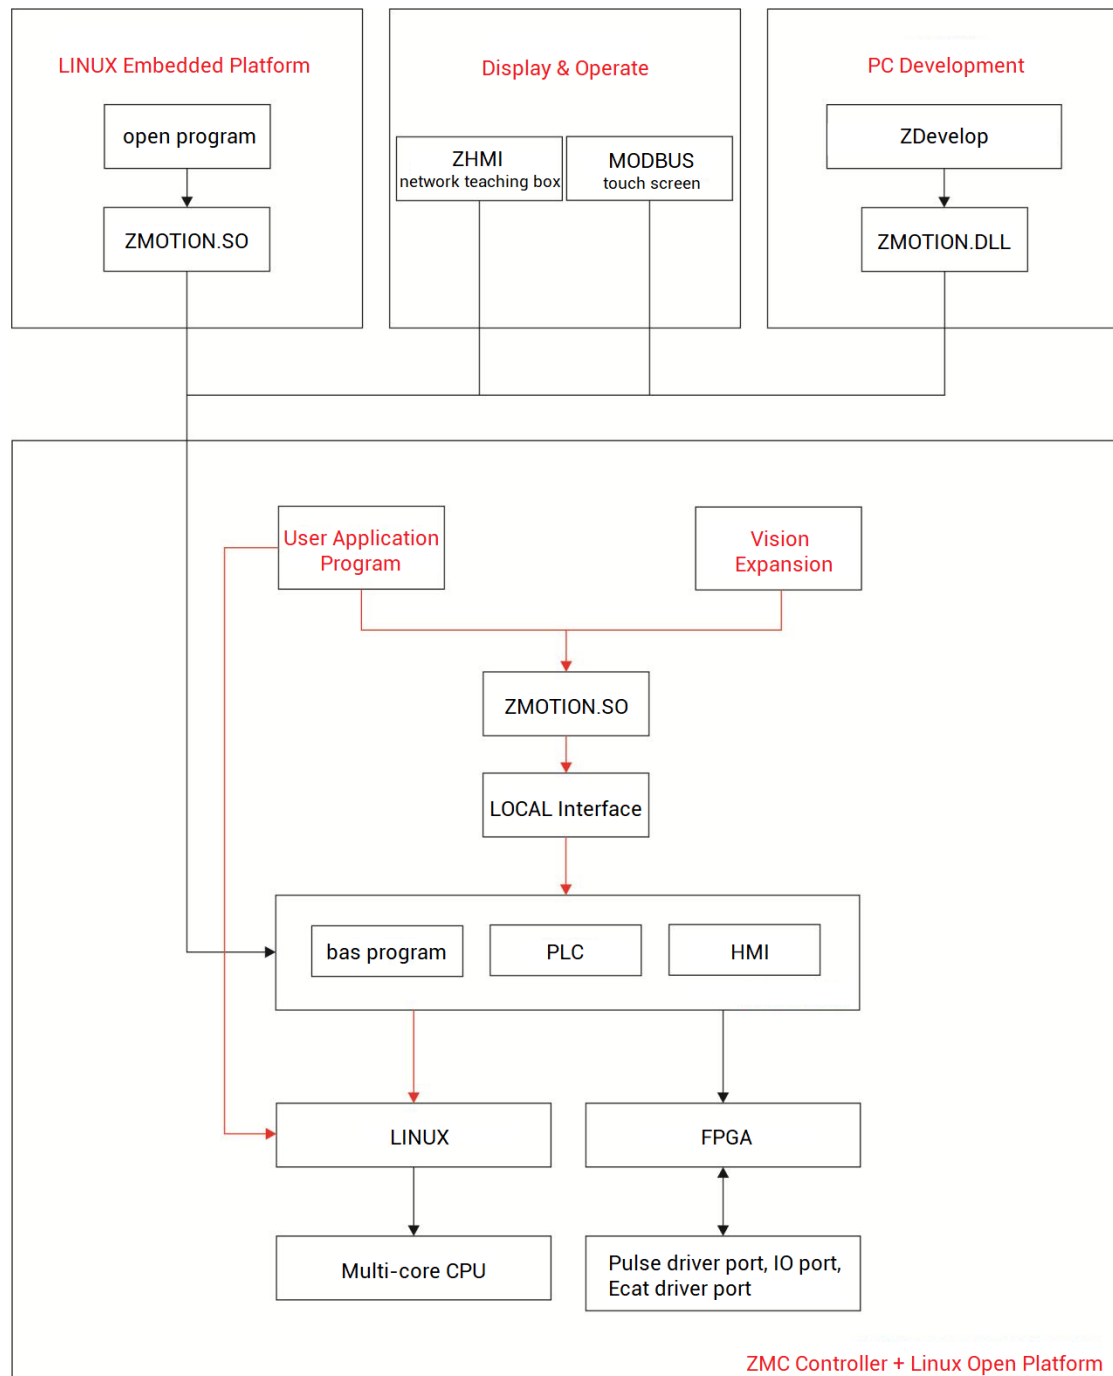 LINUX Embedded Platform
open program
ZMOTION.SO
Display & Operate
ZHMI
network teaching box
MODBUS
touch screen
PC Development
ZDevelop
ZMOTION.DLL
User Application
Program
Vision
Expansion
ZMOTION.SO
LOCAL Interface
bas program
PLC
HMI
LINUX
FPGA
Multi-core CPU
Pulse driver port, IO port,
Ecat driver port
ZMC Controller + Linux Open Platform